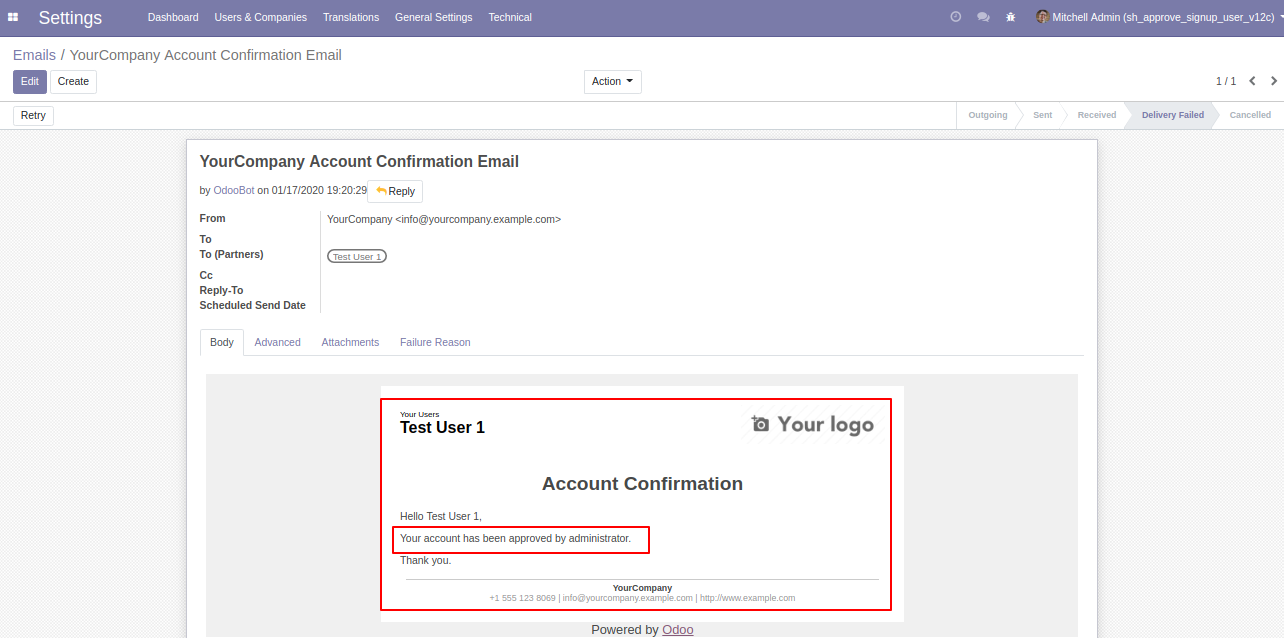 Settings Dashboard Users & Companies Translations General Settings Technical Mitchell Admin (sh_approve_signup_user_v12c)
Emails / YourCompany Account Confirmation Email
Edit Create Action 1 / 1
Retry Outgoing Sent Received Delivery Failed Cancelled
YourCompany Account Confirmation Email
by OdooBot on 01/17/2020 19:20:29 Reply
From YourCompany <info@yourcompany.example.com>
To
To (Partners) Test User 1
Cc
Reply-To
Scheduled Send Date
Body Advanced Attachments Failure Reason
Your Users
Test User 1 Your logo
Account Confirmation
Hello Test User 1,
Your account has been approved by administrator.
Thank you.
YourCompany
+1 555 123 8069 | info@yourcompany.example.com | http://www.example.com
Powered by Odoo